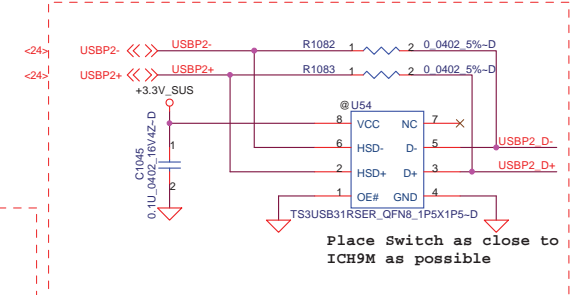 <24> USBP2- USBP2- R1082 1 2 0_0402_5%~D
<24> USBP2+ USBP2+ R1083 1 2 0_0402_5%~D
+3.3V_SUS
@ U54
8 VCC NC 7
6 HSD- D- 5 USBP2_D-
2 HSD+ D+ 3 USBP2_D+
1 OE# GND 4
C1045
0.1U_0402_16V4Z~D
1
2
TS3USB31RSER_QFN8_1P5X1P5~D
Place Switch as close to
ICH9M as possible